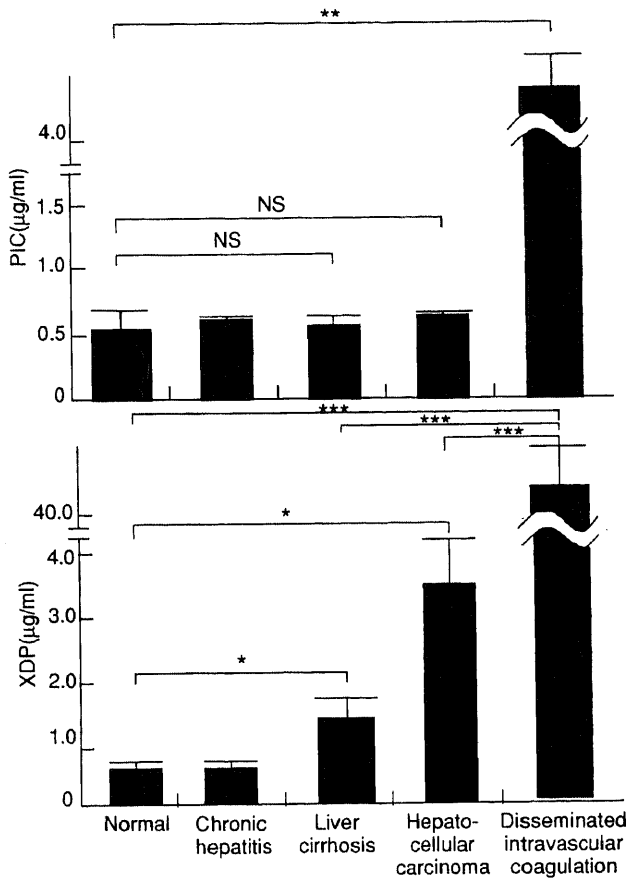 **
PIC(µg/ml)
4.0
1.5
1.0
0.5
0
NS
NS
***
***
***
XDP(µg/ml)
40.0
4.0
3.0
2.0
1.0
0
*
*
Normal
Chronic
hepatitis
Liver
cirrhosis
Hepato-
cellular
carcinoma
Disseminated
intravascular
coagulation